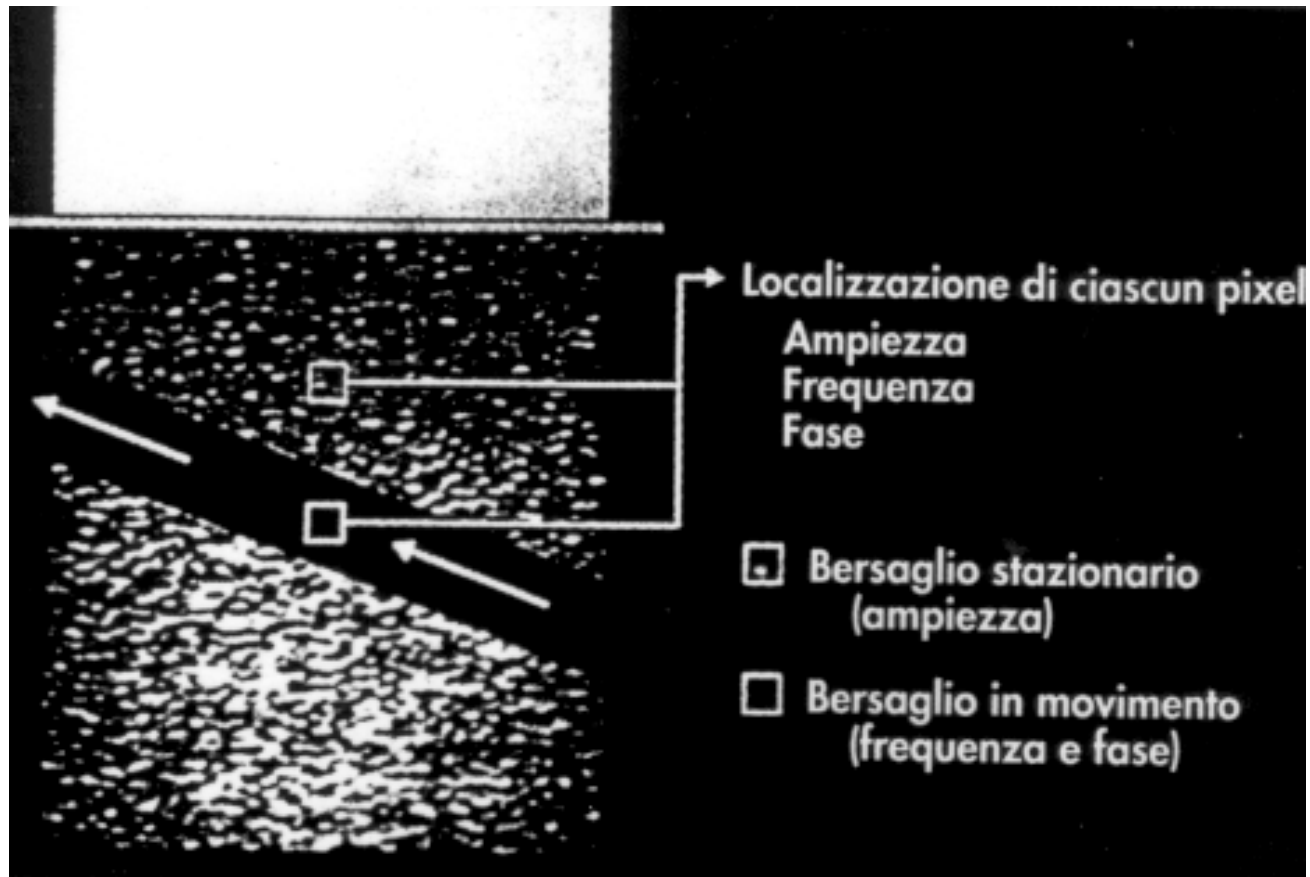 Localizzazione di ciascun pixel
Ampiezza
Frequenza
Fase
Bersaglio stazionario
(ampiezza)
Bersaglio in movimento
(frequenza e fase)